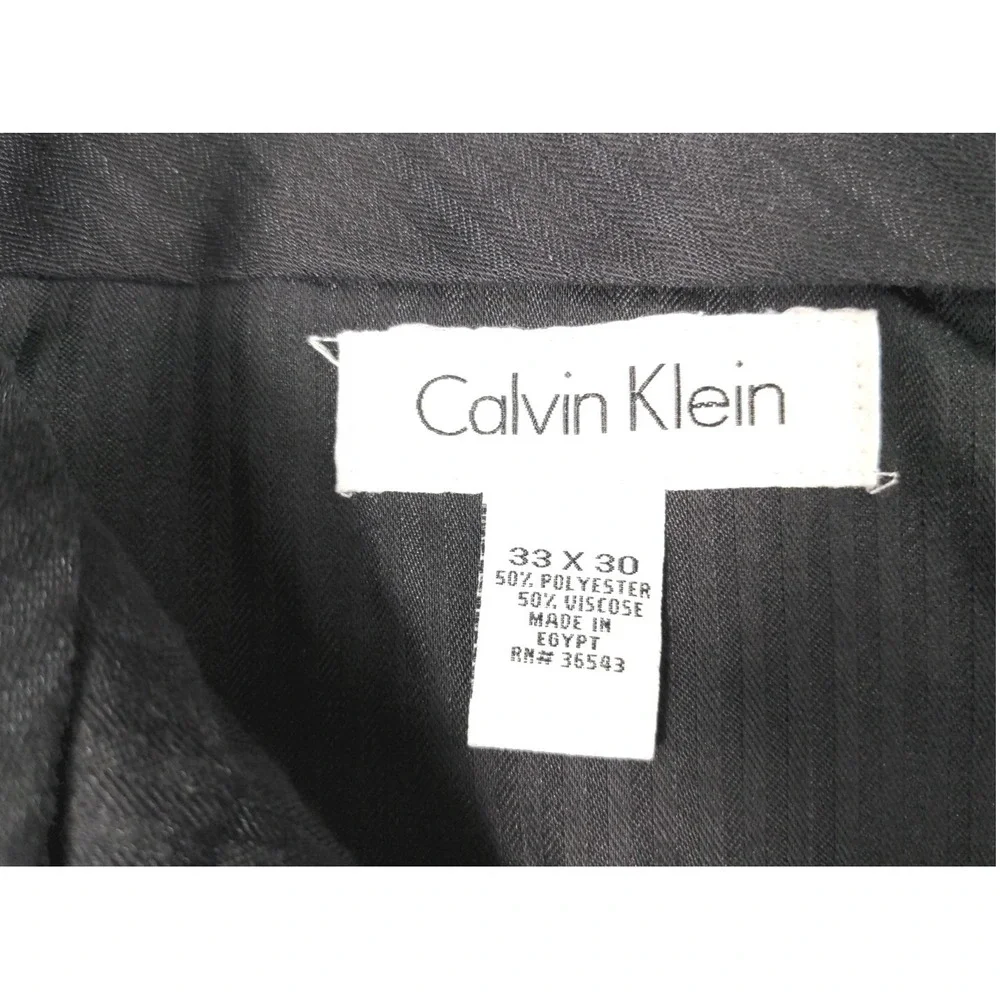 Calvin Klein
33 X 30
50% POLYESTER
50% VISCOSE
MADE IN
EGYPT
RN# 36543